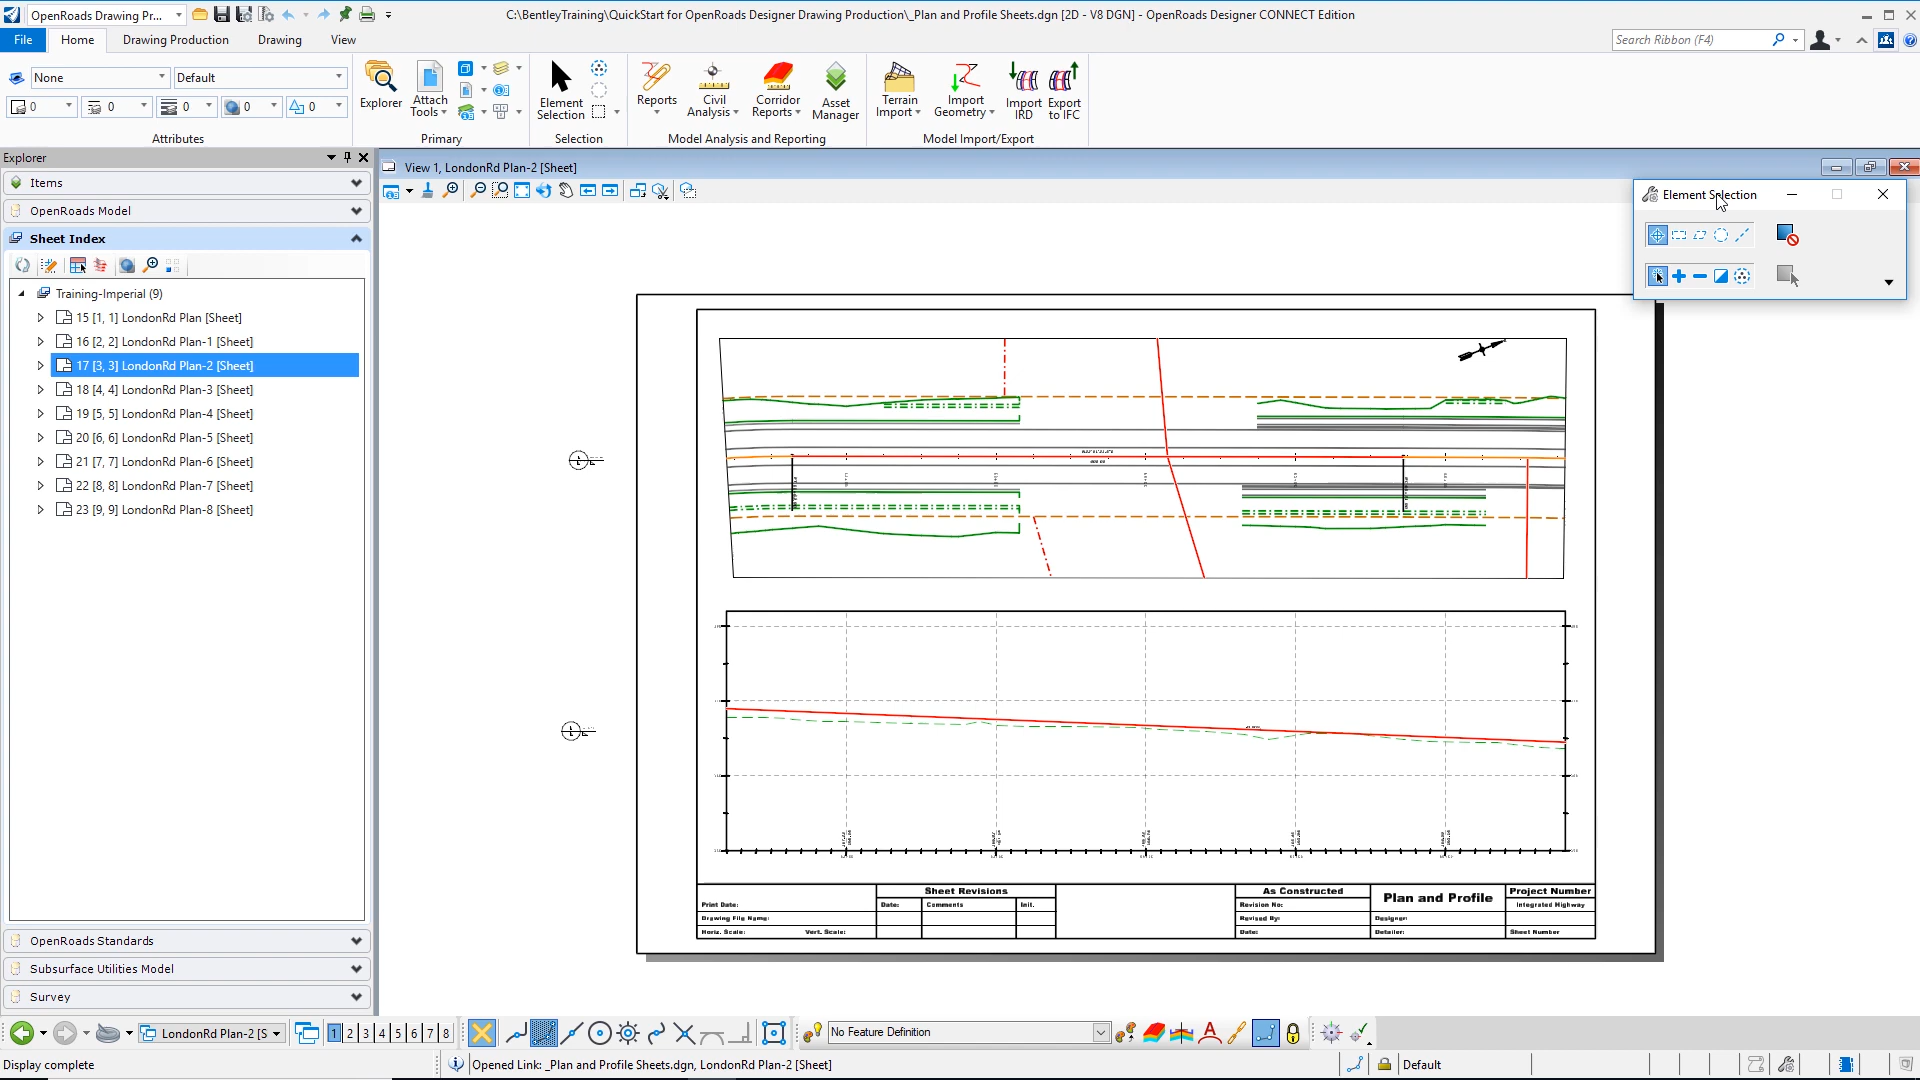 OpenRoads Drawing Pr...
C:\BentleyTraining\QuickStart for OpenRoads Designer Drawing Production\_Plan and Profile Sheets.dgn [2D - V8 DGN] - OpenRoads Designer CONNECT Edition
File Home Drawing Production Drawing View
Search Ribbon (F4)
None Default
0 0 0 0 0
Attributes
Explorer
Attach Tools
Primary
Element Selection
Selection
Reports
Civil Analysis
Corridor Reports
Asset Manager
Model Analysis and Reporting
Terrain Import
Import Geometry
Import IRD
Export to IFC
Model Import/Export
Explorer
Items
OpenRoads Model
Sheet Index
Training-Imperial (9)
15 [1, 1] LondonRd Plan [Sheet]
16 [2, 2] LondonRd Plan-1 [Sheet]
17 [3, 3] LondonRd Plan-2 [Sheet]
18 [4, 4] LondonRd Plan-3 [Sheet]
19 [5, 5] LondonRd Plan-4 [Sheet]
20 [6, 6] LondonRd Plan-5 [Sheet]
21 [7, 7] LondonRd Plan-6 [Sheet]
22 [8, 8] LondonRd Plan-7 [Sheet]
23 [9, 9] LondonRd Plan-8 [Sheet]
OpenRoads Standards
Subsurface Utilities Model
Survey
View 1, LondonRd Plan-2 [Sheet]
Element Selection
Sheet Revisions
Print Date: Date: Comments Init.
Drawing File Name:
Horiz. Scale: Vert. Scale:
As Constructed
Revision No:
Revised By:
Date:
Plan and Profile
Designer:
Detailer:
Project Number
Integrated Highway
Sheet Number
LondonRd Plan-2 [S
1 2 3 4 5 6 7 8
No Feature Definition
Display complete
Opened Link: _Plan and Profile Sheets.dgn, LondonRd Plan-2 [Sheet]
Default